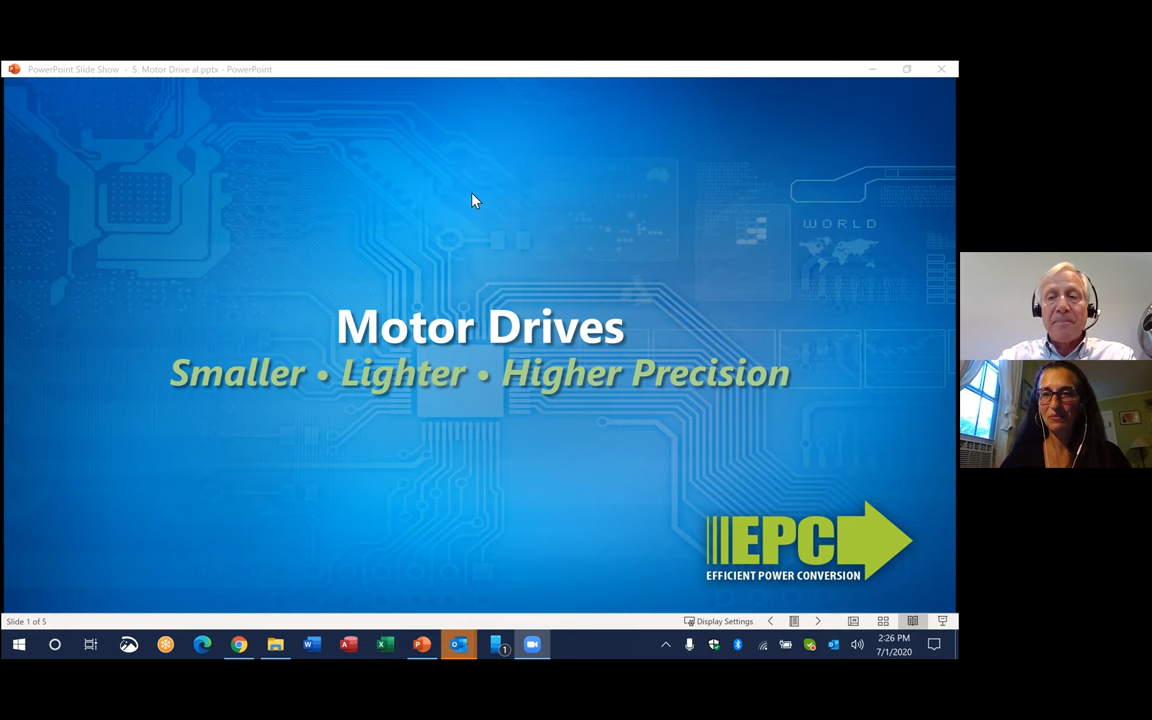 PowerPoint Slide Show - 5. Motor Drive al.pptx - PowerPoint
WORLD
Motor Drives
Smaller • Lighter • Higher Precision
EPC
EFFICIENT POWER CONVERSION
Slide 1 of 5
Display Settings
1
2:26 PM
7/1/2020